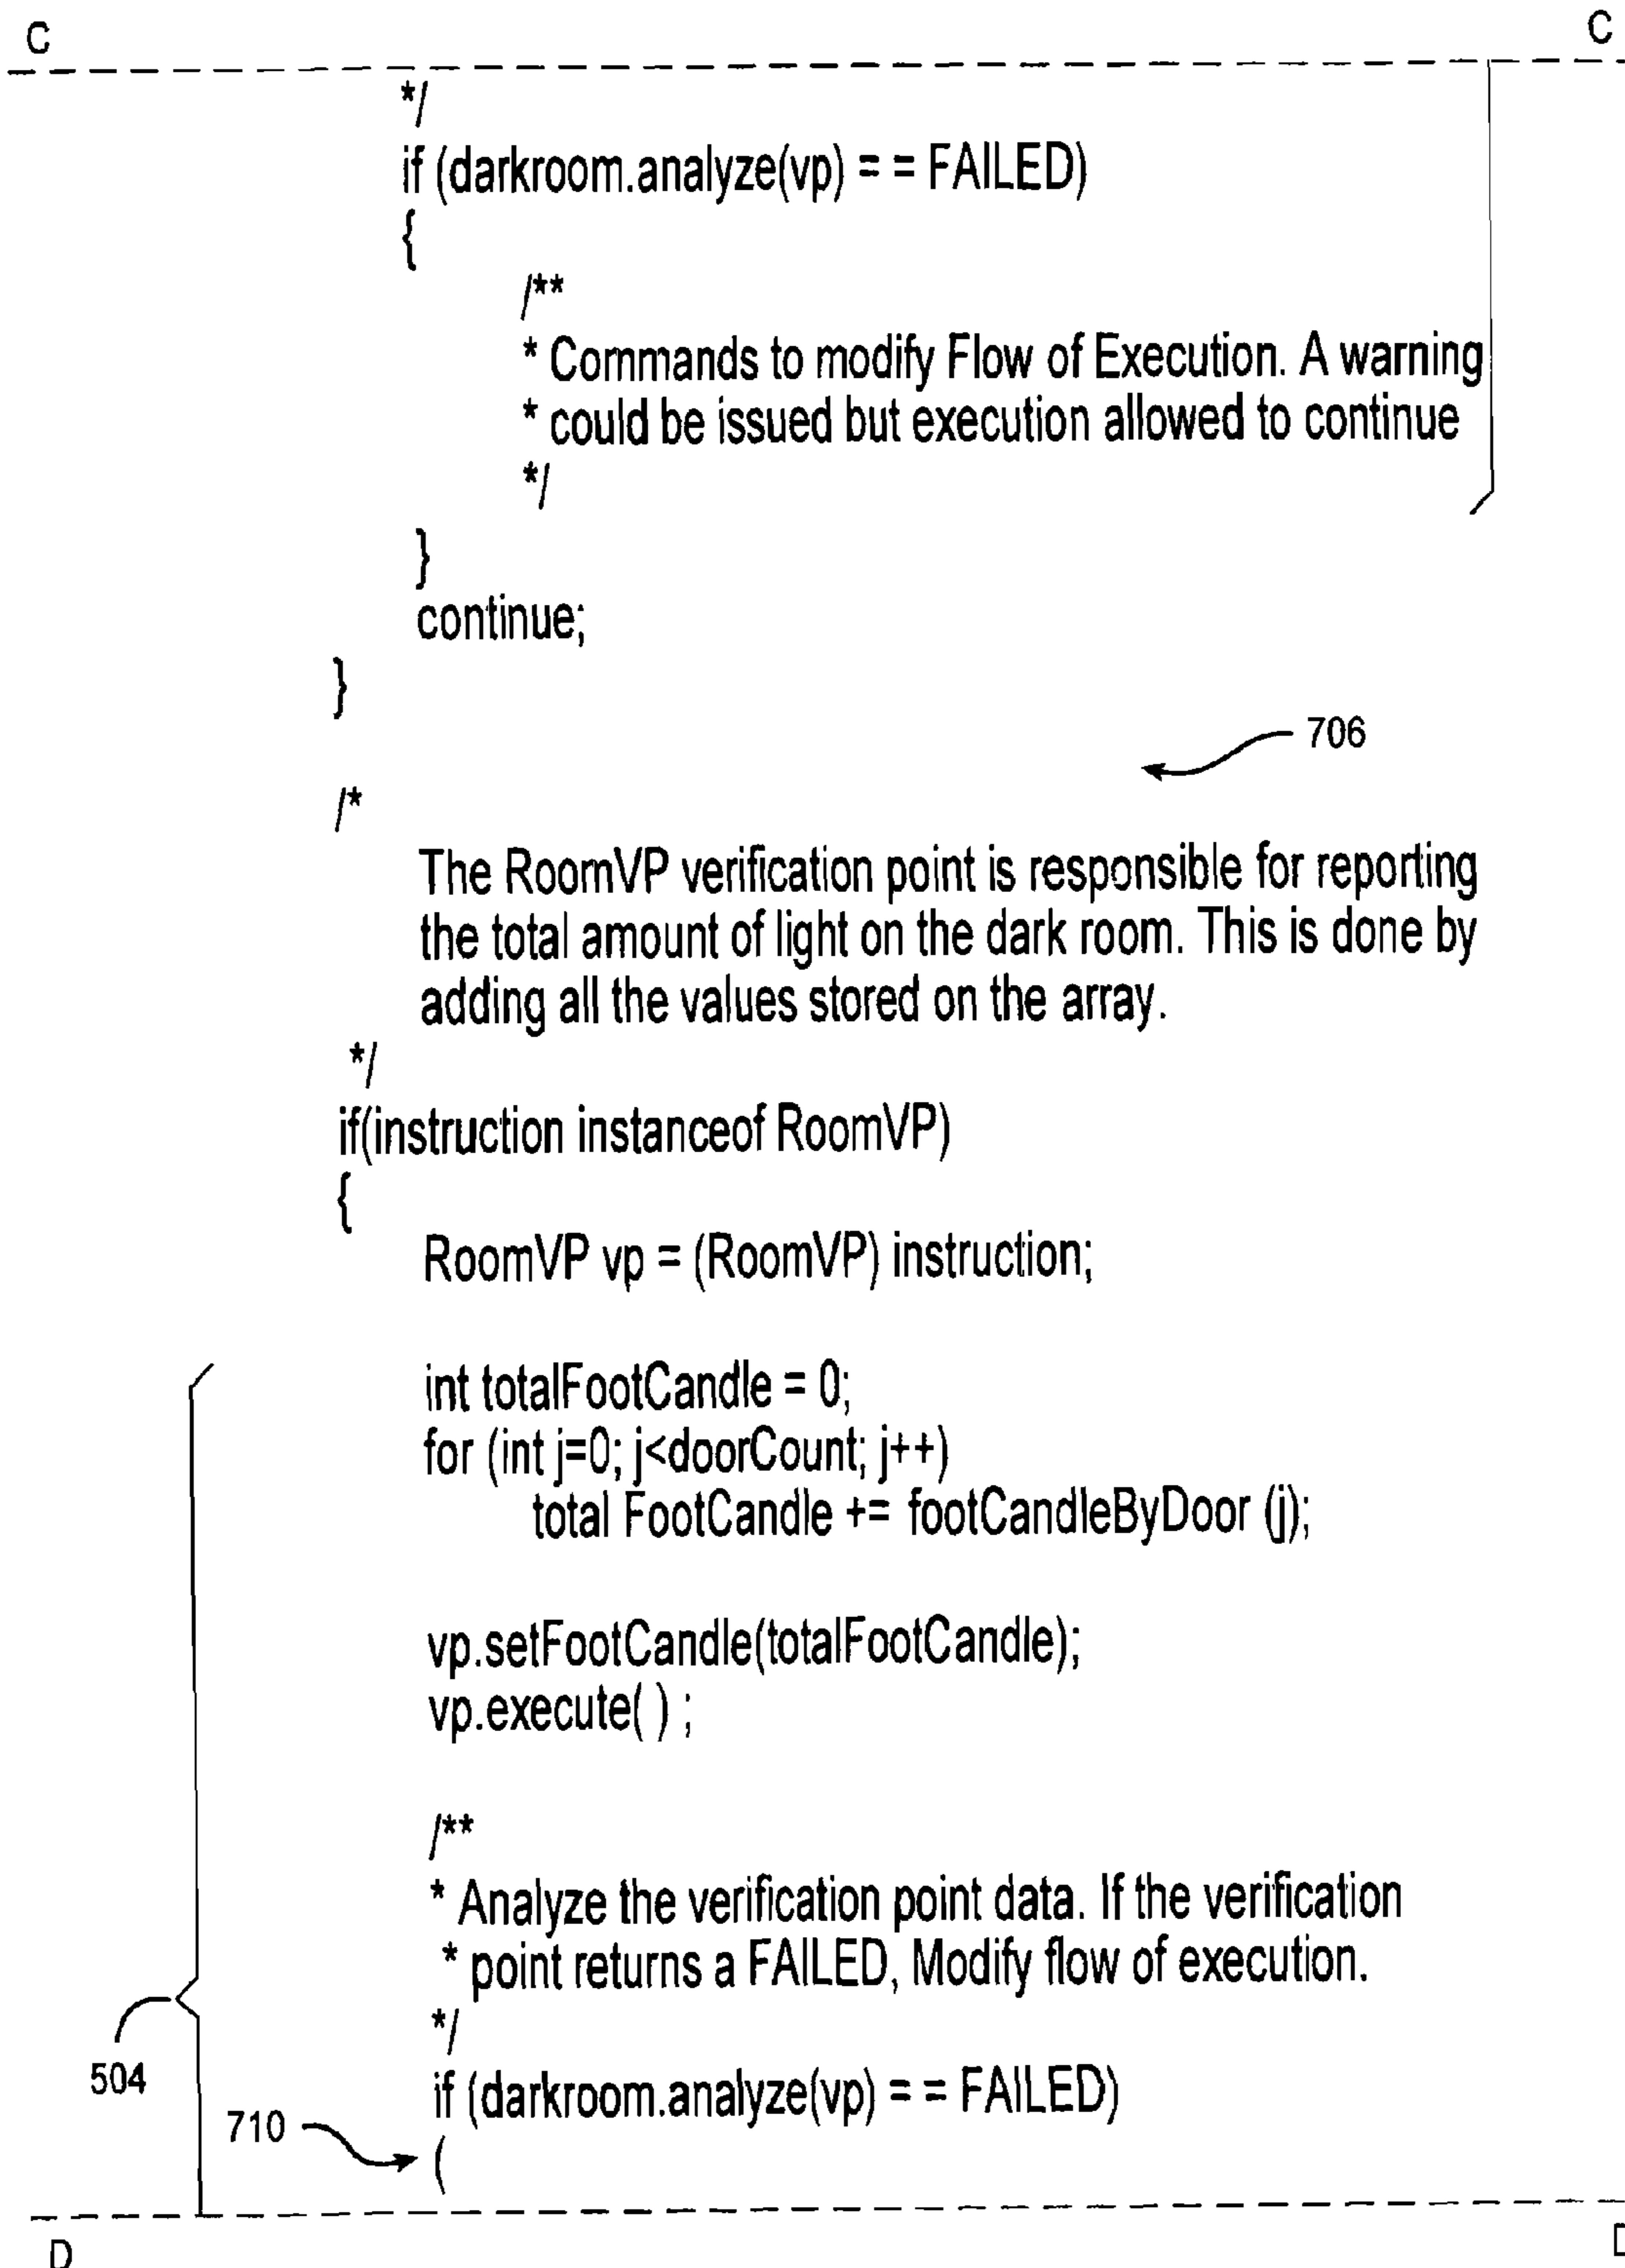 C C
*/
if (darkroom.analyze(vp) = = FAILED)
{
/**
* Commands to modify Flow of Execution. A warning
* could be issued but execution allowed to continue
*/
}
continue;
}
706
/*
The RoomVP verification point is responsible for reporting
the total amount of light on the dark room. This is done by
adding all the values stored on the array.
*/
if(instruction instanceof RoomVP)
{
RoomVP vp = (RoomVP) instruction;
int totalFootCandle = 0;
for (int j=0; j<doorCount; j++)
total FootCandle += footCandleByDoor (j);
vp.setFootCandle(totalFootCandle);
vp.execute( ) ;
/**
* Analyze the verification point data. If the verification
* point returns a FAILED, Modify flow of execution.
*/
504
if (darkroom.analyze(vp) = = FAILED)
710
(
D D